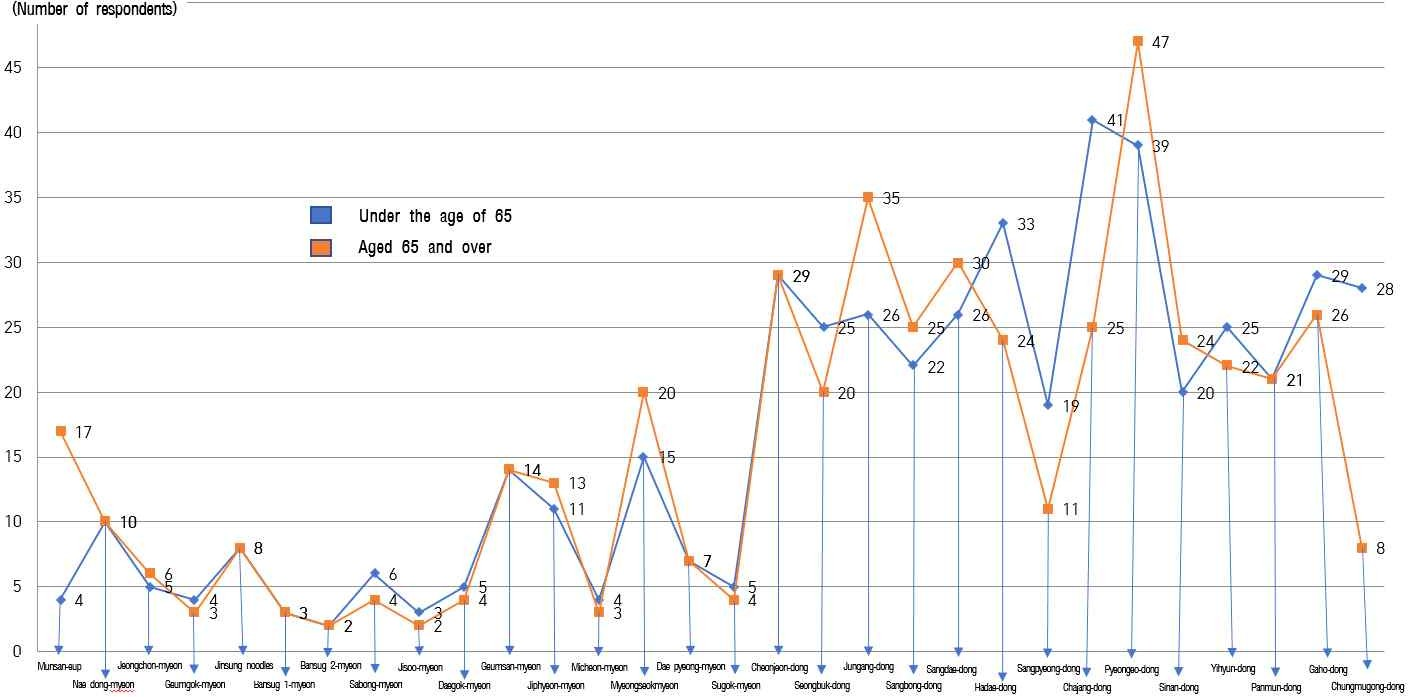 (Number of respondents)
45
40
35
30
25
20
15
10
5
0
Under the age of 65
Aged 65 and over
17
4
10
6
5
4
3
8
3
2
6
4
3
2
5
4
14
13
11
4
3
20
15
7
5
4
29
25
20
35
26
25
22
30
26
33
24
19
11
41
25
47
39
24
20
25
22
21
29
26
28
8
Munsan-eup
Nae dong-myeon
Jeongchon-myeon
Geumgok-myeon
Jinsung noodles
Bansug 1-myeon
Bansug 2-myeon
Sabong-myeon
Jisoo-myeon
Daegok-myeon
Geumsan-myeon
Jiphyeon-myeon
Micheon-myeon
Myeongseokmyeon
Dae pyeong-myeon
Sugok-myeon
Cheonjeon-dong
Seongbuk-dong
Jungang-dong
Sangbong-dong
Sangdae-dong
Hadae-dong
Sangpyeong-dong
Chajang-dong
Pyeongeo-dong
Sinan-dong
Yihyun-dong
Panmun-dong
Gaho-dong
Chungmugong-dong